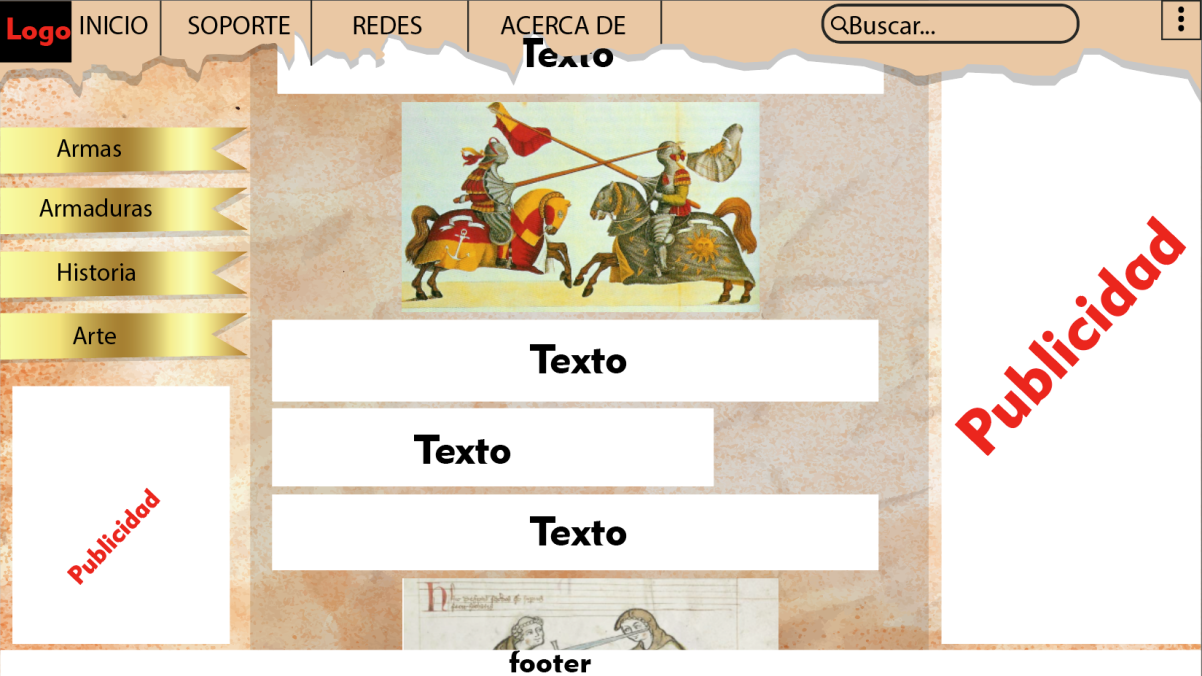 Logo
INICIO
SOPORTE
REDES
ACERCA DE
Buscar...
Texto
Armas
Armaduras
Historia
Arte
Publicidad
Publicidad
Texto
Texto
Texto
footer